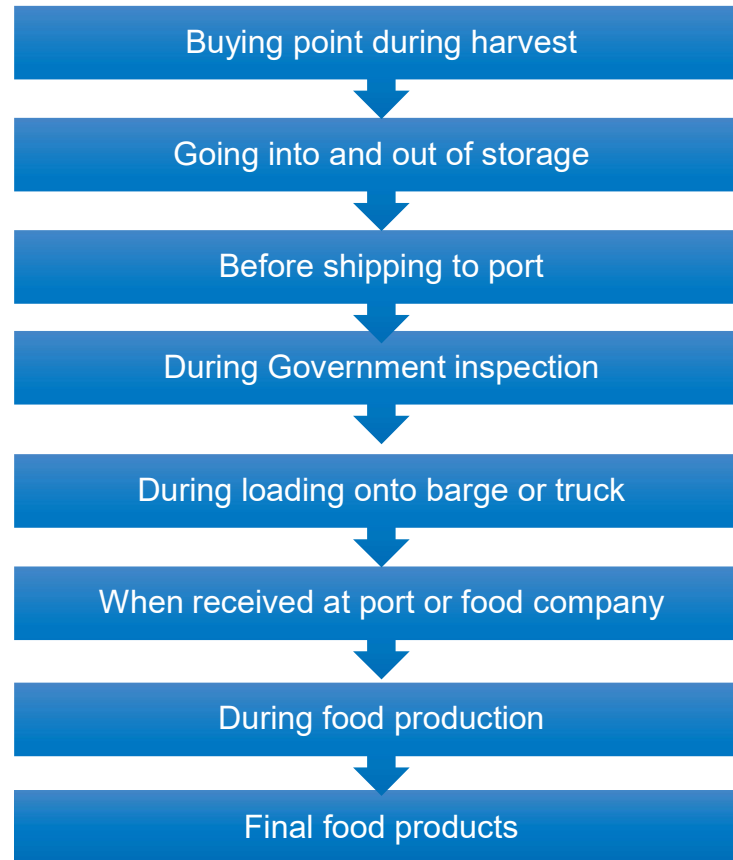 Buying point during harvest
Going into and out of storage
Before shipping to port
During Government inspection
During loading onto barge or truck
When received at port or food company
During food production
Final food products